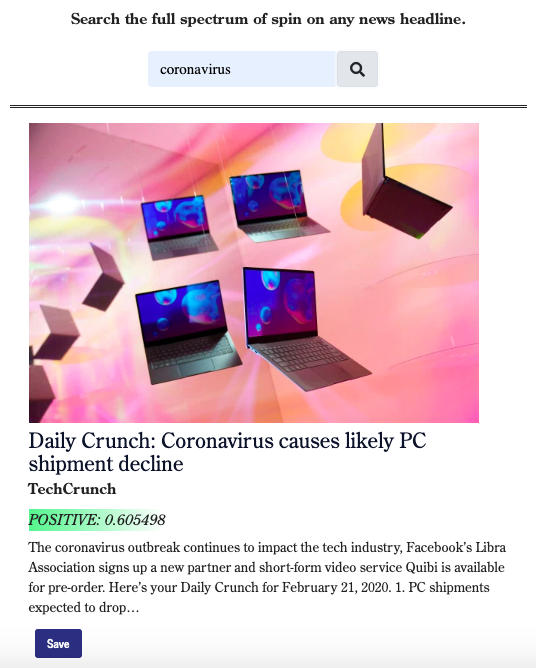 Search the full spectrum of spin on any news headline.
coronavirus
Daily Crunch: Coronavirus causes likely PC
shipment decline
TechCrunch
POSITIVE: 0.605498
The coronavirus outbreak continues to impact the tech industry, Facebook's Libra
Association signs up a new partner and short-form video service Quibi is available
for pre-order. Here's your Daily Crunch for February 21, 2020. 1. PC shipments
expected to drop…
Save